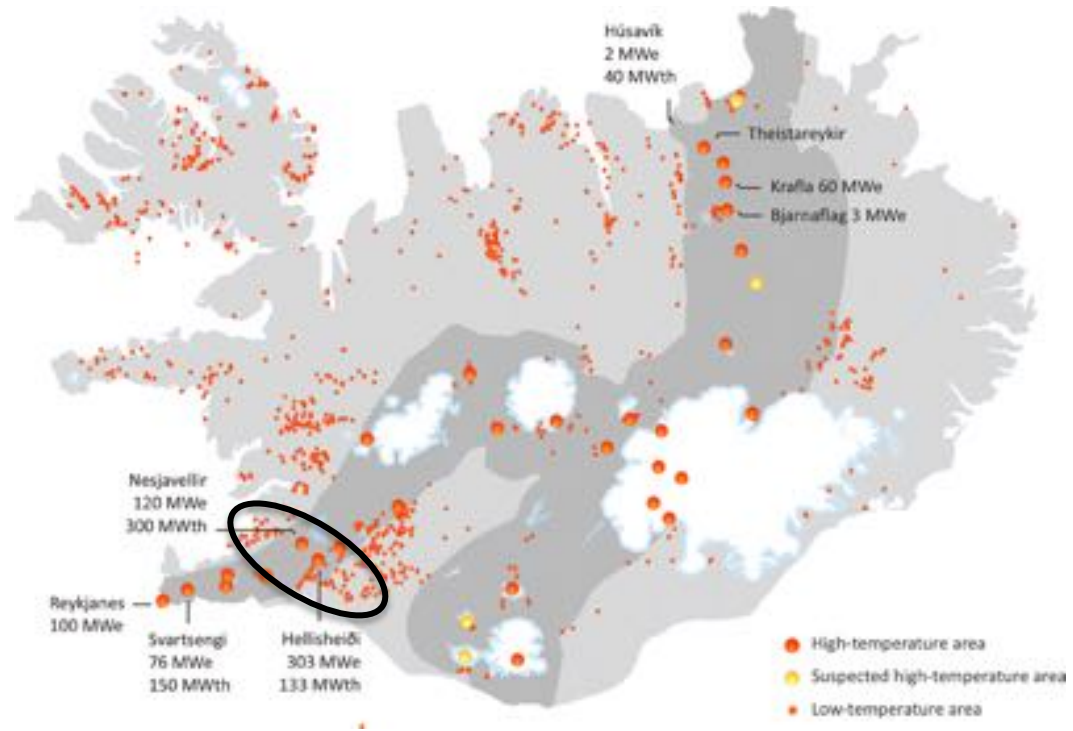 Húsavík
2 MWe
40 MWth
Theistareykir
Krafla 60 MWe
Bjarnaflag 3 MWe
Nesjavellir
120 MWe
300 MWth
Reykjanes
100 MWe
Svartsengi
76 MWe
150 MWth
Hellisheiði
303 MWe
133 MWth
High-temperature area
Suspected high-temperature area
Low-temperature area